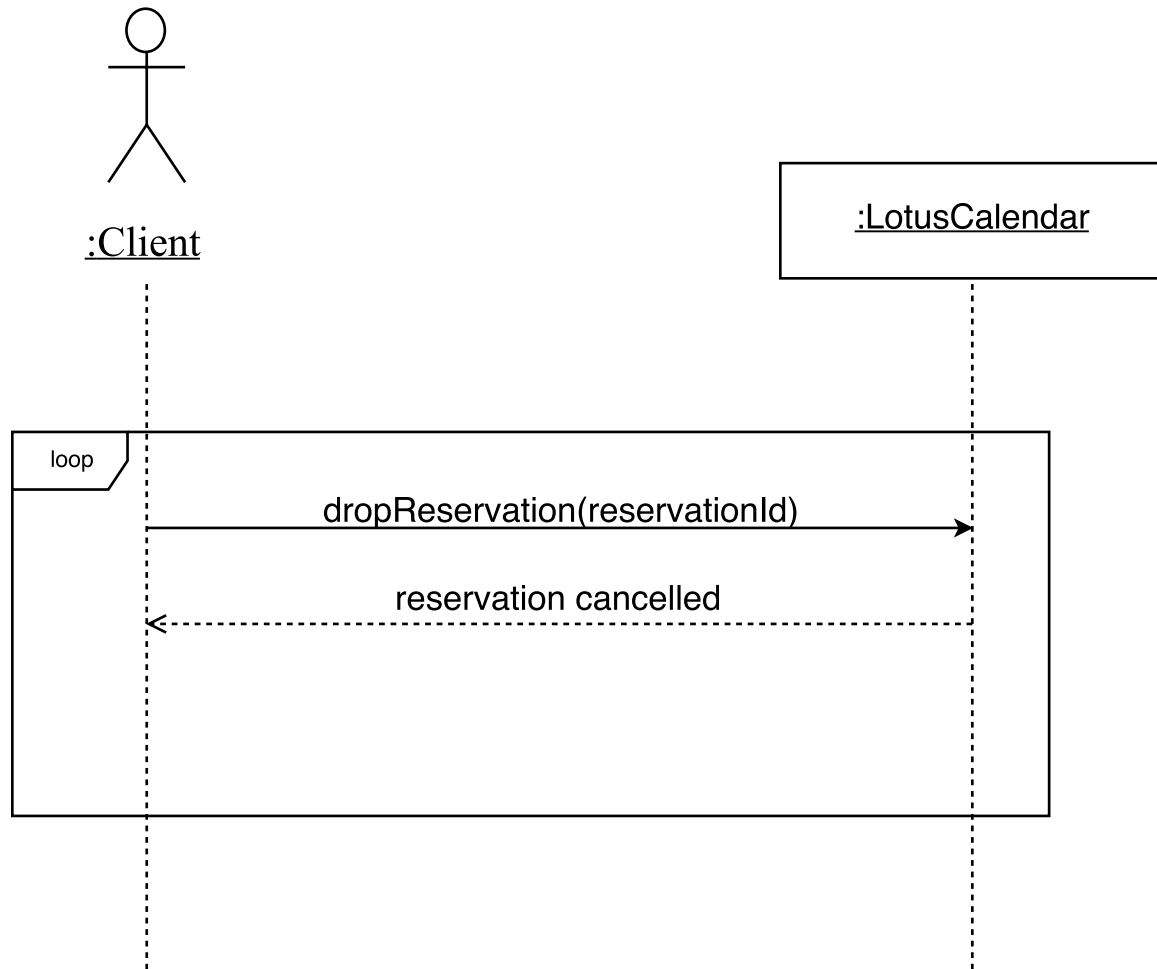 :Client
:LotusCalendar
loop
dropReservation(reservationId)
reservation cancelled